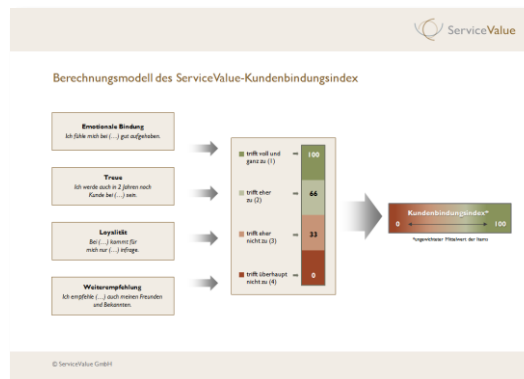 ServiceValue
Berechnungsmodell des ServiceValue-Kundenbindungsindex
Emotionale Bindung
Ich fühle mich bei (…) gut aufgehoben.
Treue
Ich werde auch in 2 Jahren noch
Kunde bei (…) sein.
Loyalität
Bei (…) kommt für
mich nur (…) infrage.
Weiterempfehlung
Ich empfehle (…) auch meinen Freunden
und Bekannten.
trifft voll und
ganz zu (1)
100
trifft eher
zu (2)
66
trifft eher
nicht zu (3)
33
trifft überhaupt
nicht zu (4)
0
Kundenbindungsindex*
0
100
*ungewichteter Mittelwert der Items
© ServiceValue GmbH